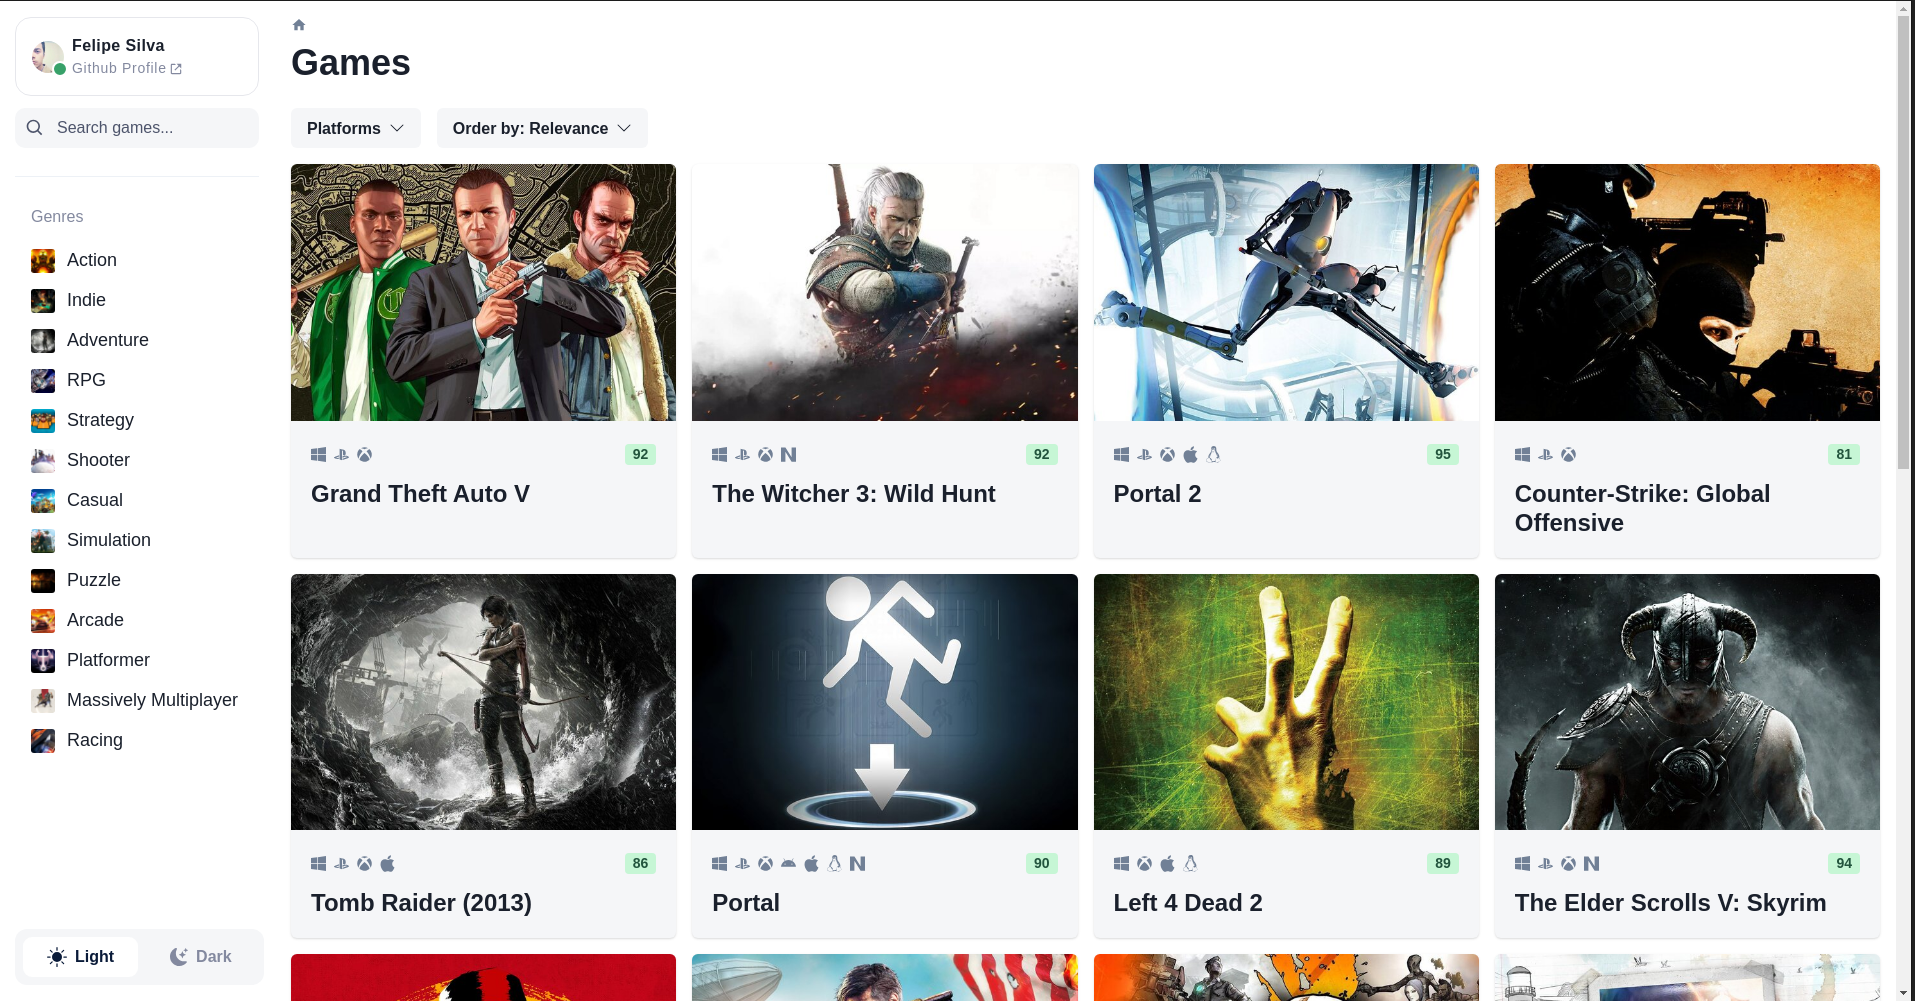 Felipe Silva
Github Profile
Search games...
Genres
Action
Indie
Adventure
RPG
Strategy
Shooter
Casual
Simulation
Puzzle
Arcade
Platformer
Massively Multiplayer
Racing
Light
Dark
Games
Platforms
Order by: Relevance
92
Grand Theft Auto V
92
The Witcher 3: Wild Hunt
95
Portal 2
81
Counter-Strike: Global
Offensive
86
Tomb Raider (2013)
90
Portal
89
Left 4 Dead 2
94
The Elder Scrolls V: Skyrim